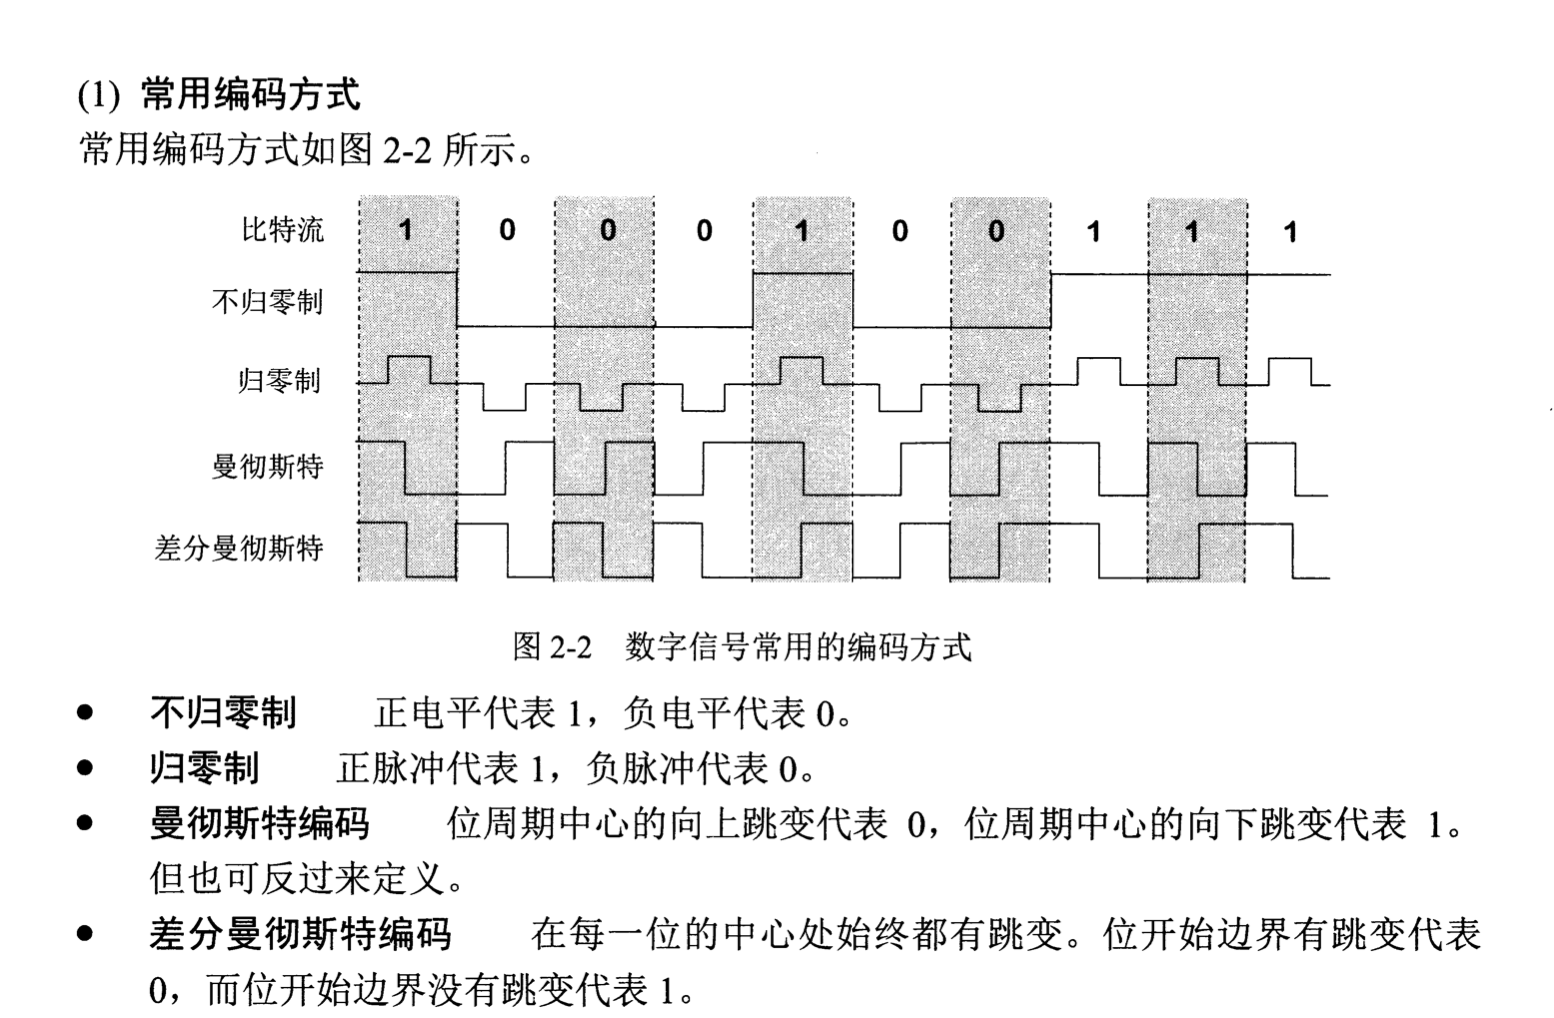 (1) 常用编码方式
常用编码方式如图 2-2 所示。
比特流 1 0 0 0 1 0 0 1 1 1
不归零制
归零制
曼彻斯特
差分曼彻斯特
图 2-2 数字信号常用的编码方式
● 不归零制 正电平代表 1，负电平代表 0。
● 归零制 正脉冲代表 1，负脉冲代表 0。
● 曼彻斯特编码 位周期中心的向上跳变代表 0，位周期中心的向下跳变代表 1。
但也可反过来定义。
● 差分曼彻斯特编码 在每一位的中心处始终都有跳变。位开始边界有跳变代表
0，而位开始边界没有跳变代表 1。